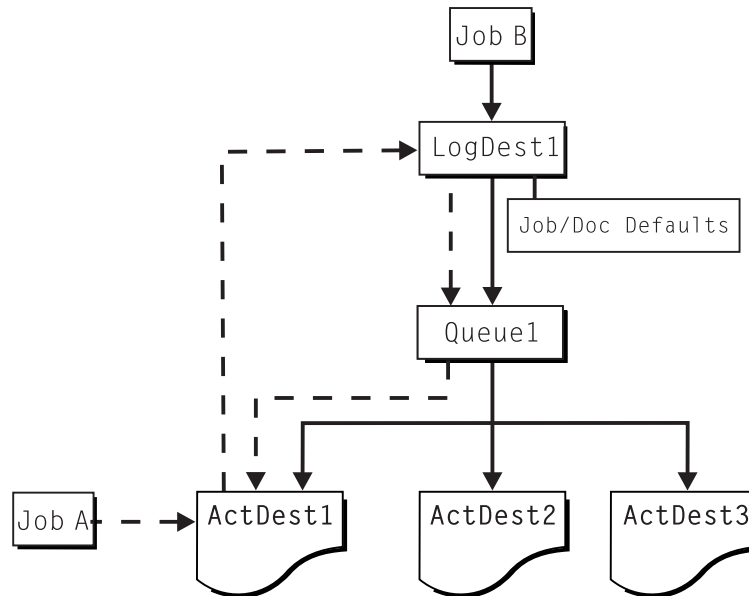 Job B
LogDest1
Job/Doc Defaults
Queue1
Job A
ActDest1
ActDest2
ActDest3